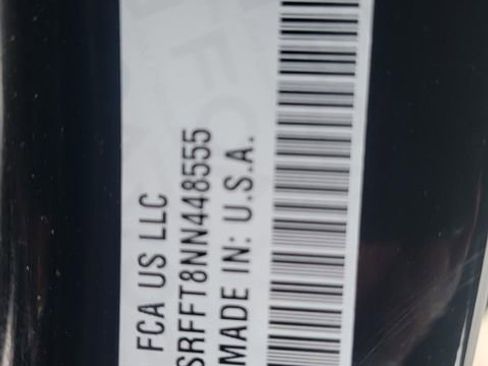 FCA US LLC
SRFFT8NN448555
MADE IN: U.S.A.